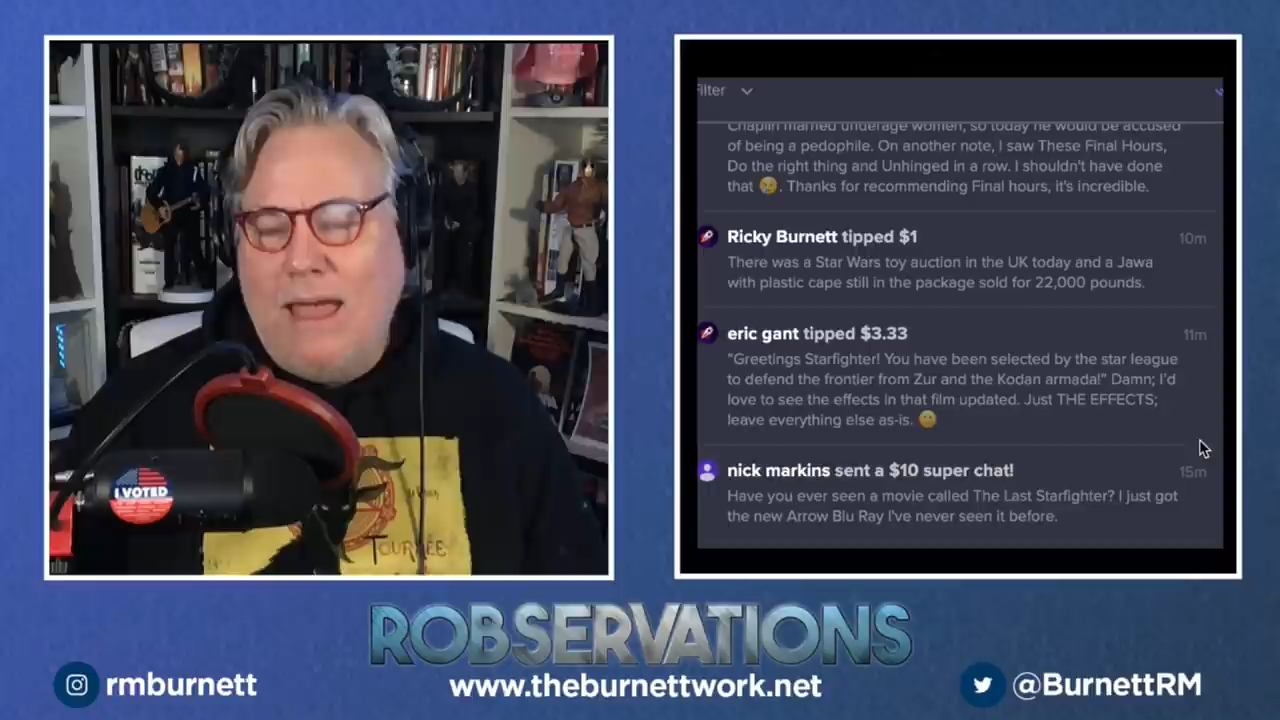 Filter
Chaplin married underage women, so today he would be accused
of being a pedophile. On another note, I saw These Final Hours,
Do the right thing and Unhinged in a row. I shouldn't have done
that 😢. Thanks for recommending Final hours, it's incredible.
Ricky Burnett tipped $1
10m
There was a Star Wars toy auction in the UK today and a Jawa
with plastic cape still in the package sold for 22,000 pounds.
eric gant tipped $3.33
11m
"Greetings Starfighter! You have been selected by the star league
to defend the frontier from Zur and the Kodan armada!" Damn; I'd
love to see the effects in that film updated. Just THE EFFECTS;
leave everything else as-is. 😬
nick markins sent a $10 super chat!
15m
Have you ever seen a movie called The Last Starfighter? I just got
the new Arrow Blu Ray I've never seen it before.
I VOTED
TOURNÉE
ROBSERVATIONS
rmburnett
www.theburnettwork.net
@BurnettRM